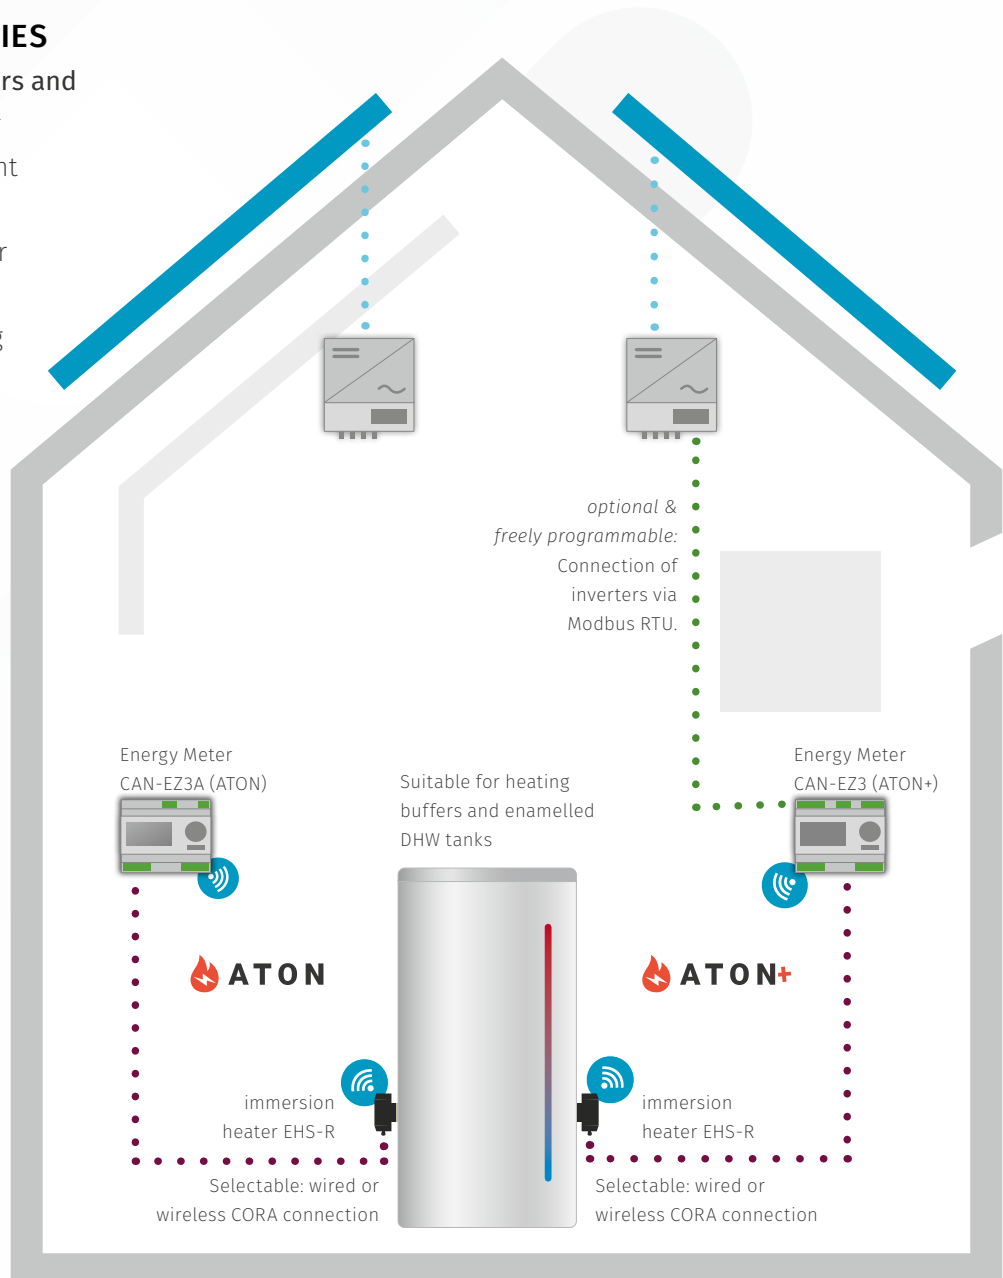 IES
rs and
nt
r
g
optional &
freely programmable:
Connection of
inverters via
Modbus RTU.
Energy Meter
CAN-EZ3A (ATON)
Suitable for heating
buffers and enamelled
DHW tanks
Energy Meter
CAN-EZ3 (ATON+)
ATON
ATON+
immersion
heater EHS-R
immersion
heater EHS-R
Selectable: wired or
wireless CORA connection
Selectable: wired or
wireless CORA connection